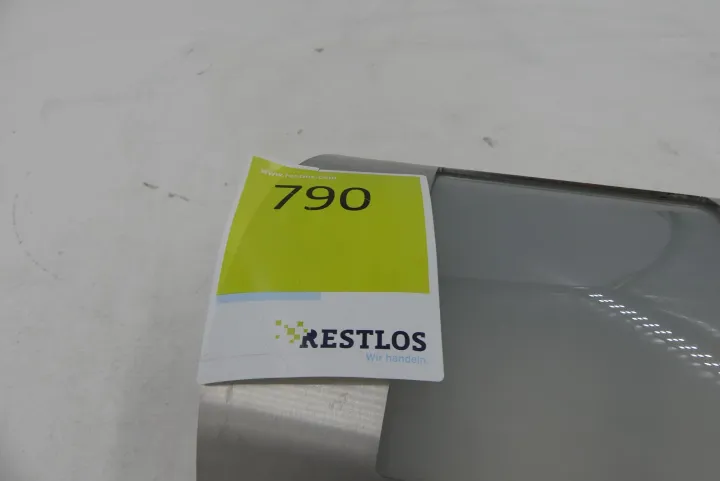 790
RESTLOS
Wir handeln.